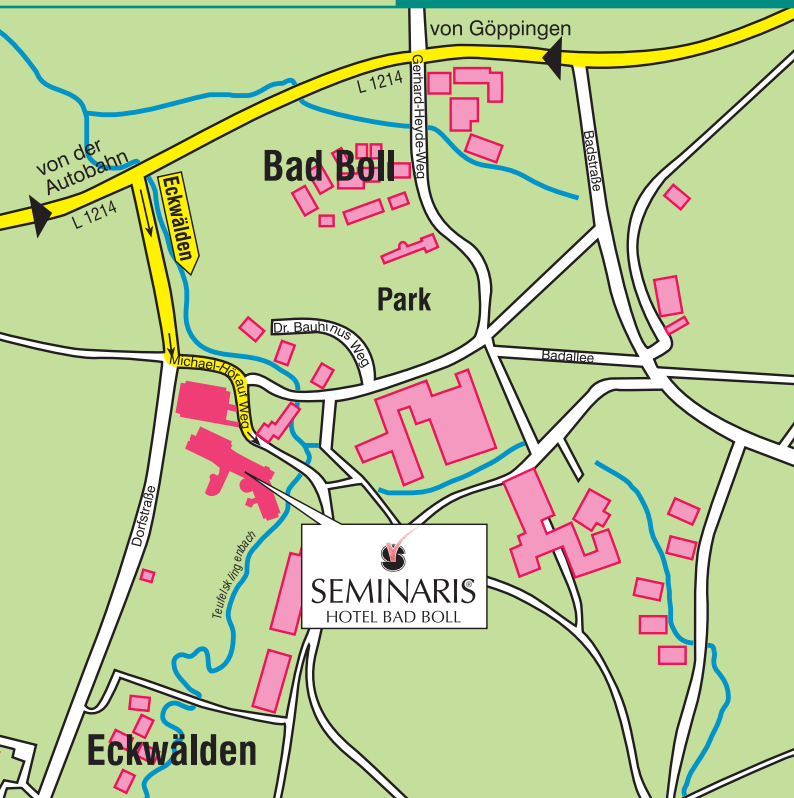 von Göppingen
L 1214
Gerhard-Heyde-Weg
von der
Autobahn
L 1214
Eckwälden
Bad Boll
Badstraße
Park
Dr. Bauhinus Weg
Badallee
Michael-Hörauf Weg
Dorfstraße
Teufelsklingenbach
SEMINARIS®
HOTEL BAD BOLL
Eckwälden